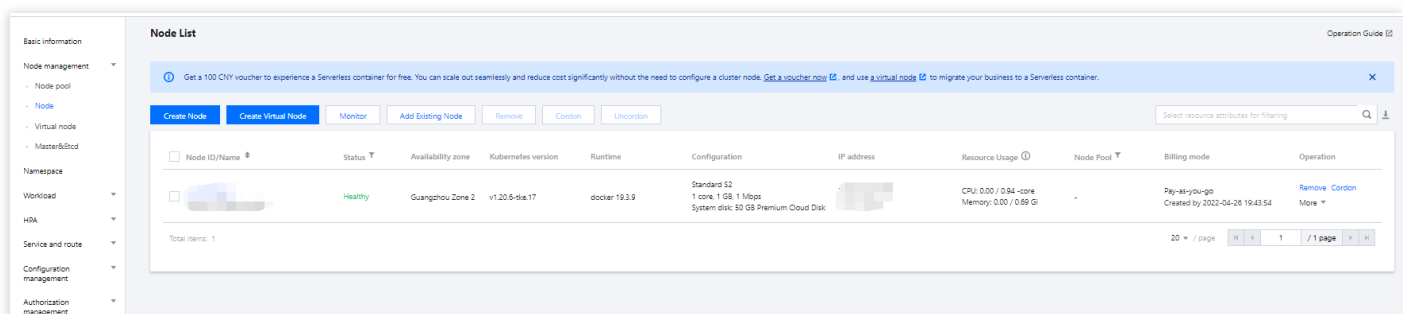 Node List
Operation Guide
Basic information
Node management
Node pool
Node
Virtual node
Master&Etcd
Namespace
Workload
HPA
Service and route
Configuration
management
Authorization
management
Get a 100 CNY voucher to experience a Serverless container for free. You can scale out seamlessly and reduce cost significantly without the need to configure a cluster node. Get a voucher now , and use a virtual node to migrate your business to a Serverless container.
Create Node Create Virtual Node Monitor Add Existing Node Remove Cordon Uncordon
Select resource attributes for filtering
Node ID/Name Status Availability zone Kubernetes version Runtime Configuration IP address Resource Usage Node Pool Billing mode Operation
Healthy Guangzhou Zone 2 v1.20.6-tke.17 docker 19.3.9
Standard S2
1 core, 1 GB, 1 Mbps
System disk: 50 GB Premium Cloud Disk
CPU: 0.00 / 0.94 -core
Memory: 0.00 / 0.69 Gi
-
Pay-as-you-go
Created by 2022-04-26 19:43:54
Remove Cordon
More
Total items: 1
20 / page 1 / 1 page